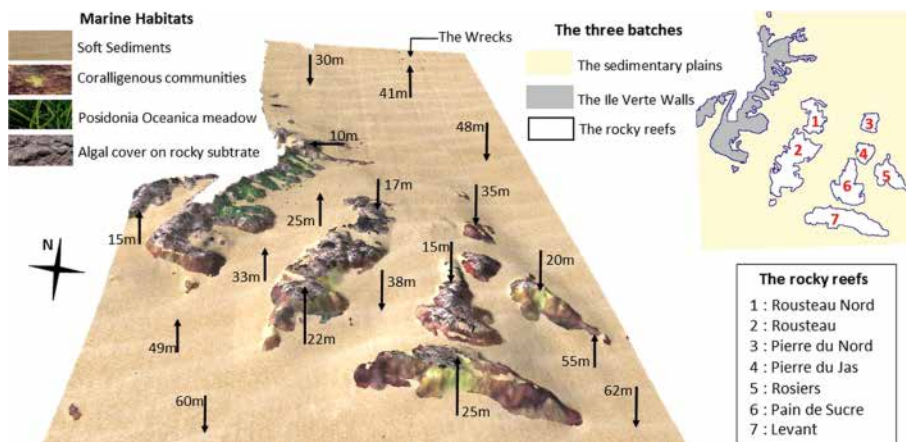 Marine Habitats
Soft Sediments
Coralligenous communities
Posidonia Oceanica meadow
Algal cover on rocky subtrate
N
The Wrecks
30m
41m
48m
10m
17m
35m
25m
15m
15m
20m
33m
38m
49m
22m
55m
60m
25m
62m
The three batches
The sedimentary plains
The Ile Verte Walls
The rocky reefs
1
2
3
4
5
6
7
The rocky reefs
1 : Rousteau Nord
2 : Rousteau
3 : Pierre du Nord
4 : Pierre du Jas
5 : Rosiers
6 : Pain de Sucre
7 : Levant